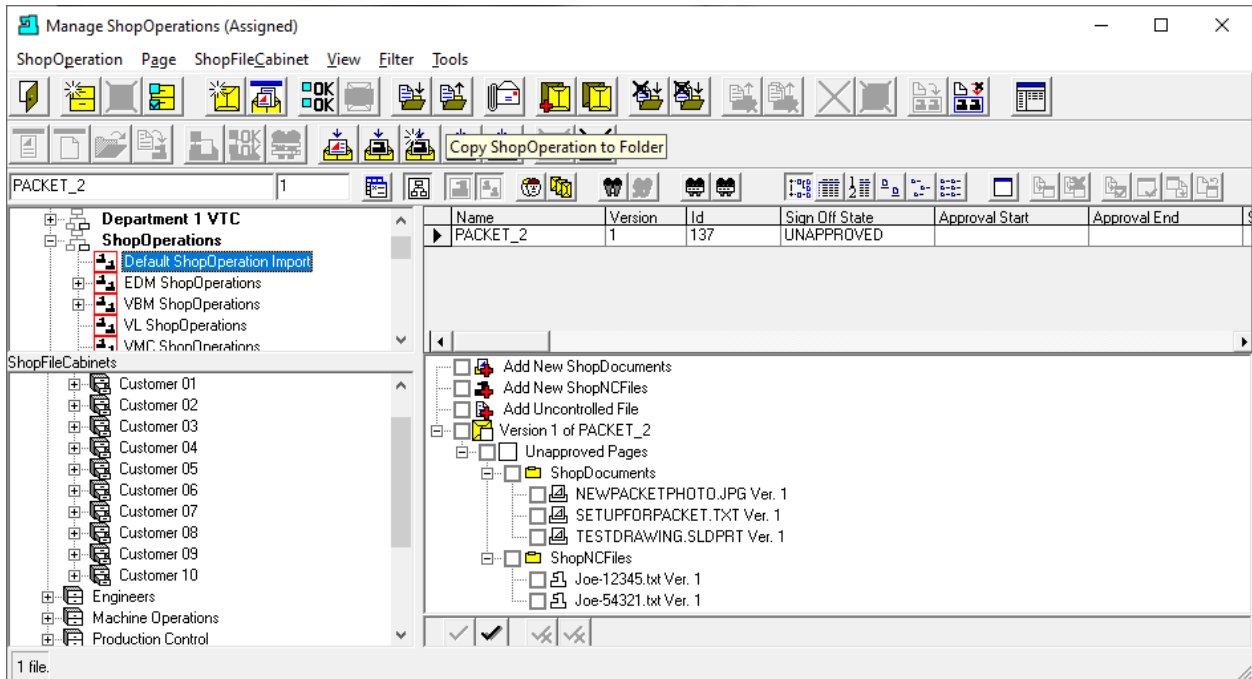 Manage ShopOperations (Assigned)
ShopOperation Page ShopFileCabinet View Filter Tools
OK
OK
OK
Copy ShopOperation to Folder
PACKET_2 1
Department 1 VTC
ShopOperations
Default ShopOperation Import
EDM ShopOperations
VBM ShopOperations
VL ShopOperations
VMC ShopOperations
Name Version Id Sign Off State Approval Start Approval End
PACKET_2 1 137 UNAPPROVED
ShopFileCabinets
Customer 01
Customer 02
Customer 03
Customer 04
Customer 05
Customer 06
Customer 07
Customer 08
Customer 09
Customer 10
Engineers
Machine Operations
Production Control
Add New ShopDocuments
Add New ShopNCFiles
Add Uncontrolled File
Version 1 of PACKET_2
Unapproved Pages
ShopDocuments
NEWPACKETPHOTO.JPG Ver. 1
SETUPFORPACKET.TXT Ver. 1
TESTDRAWING.SLDPRT Ver. 1
ShopNCFiles
Joe-12345.txt Ver. 1
Joe-54321.txt Ver. 1
1 file.